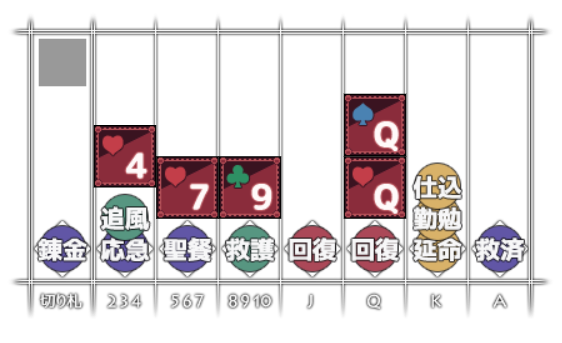 Q
4 7 9 Q
仕込
追風 勤勉
錬金 応急 聖餐 救護 回復 回復 延命 救済
切り札 234 567 8910 J Q K A